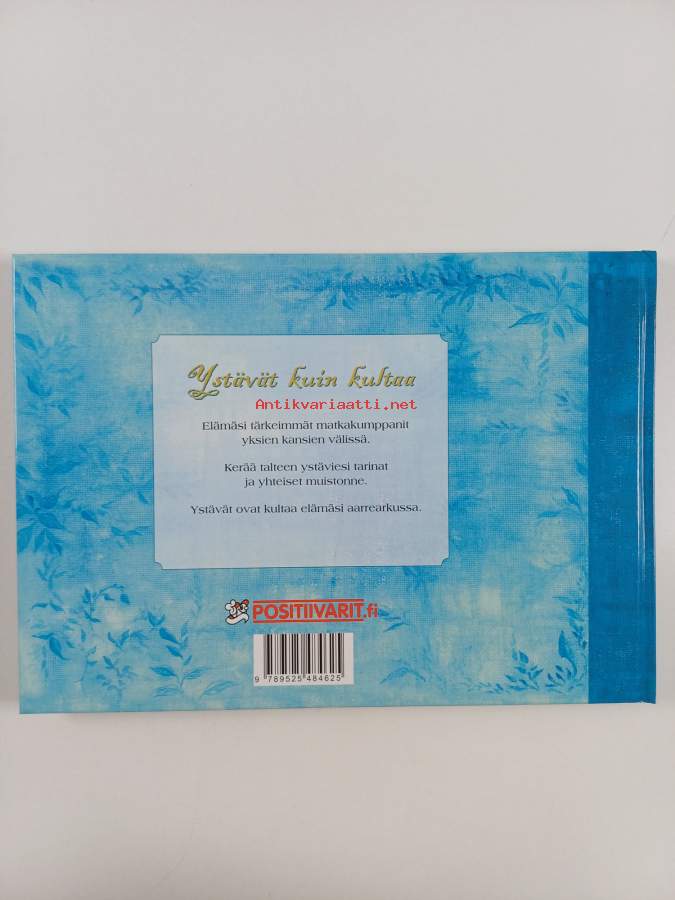 Ystävät kuin kultaa
Antikvariaatti.net
Elämäsi tärkeimmät matkakumppanit
yksien kansien välissä.
Kerää talteen ystäviesi tarinat
ja yhteiset muistonne.
Ystävät ovat kultaa elämäsi aarrearkussa.
POSITIIVARIT.fi
9 789525 484625